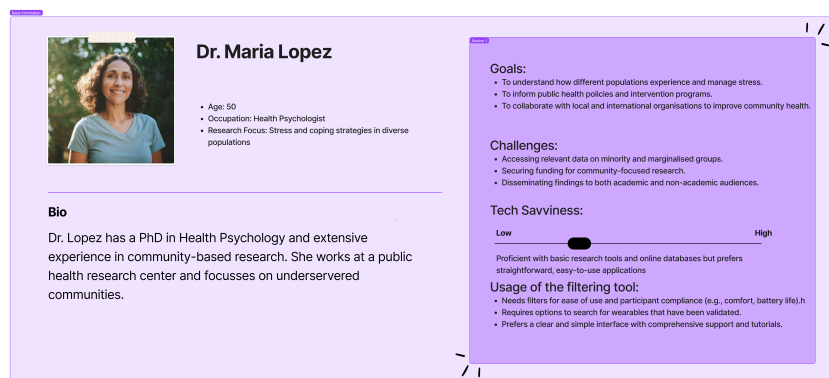 Basic Information
Dr. Maria Lopez
• Age: 50
• Occupation: Health Psychologist
• Research Focus: Stress and coping strategies in diverse
populations
Bio
Dr. Lopez has a PhD in Health Psychology and extensive
experience in community-based research. She works at a public
health research center and focusses on underserved
communities.
Section 1
Goals:
• To understand how different populations experience and manage stress.
• To inform public health policies and intervention programs.
• To collaborate with local and international organisations to improve community health.
Challenges:
• Accessing relevant data on minority and marginalised groups.
• Securing funding for community-focused research.
• Disseminating findings to both academic and non-academic audiences.
Tech Savviness:
Low High
Proficient with basic research tools and online databases but prefers
straightforward, easy-to-use applications
Usage of the filtering tool:
• Needs filters for ease of use and participant compliance (e.g., comfort, battery life).h
• Requires options to search for wearables that have been validated.
• Prefers a clear and simple interface with comprehensive support and tutorials.